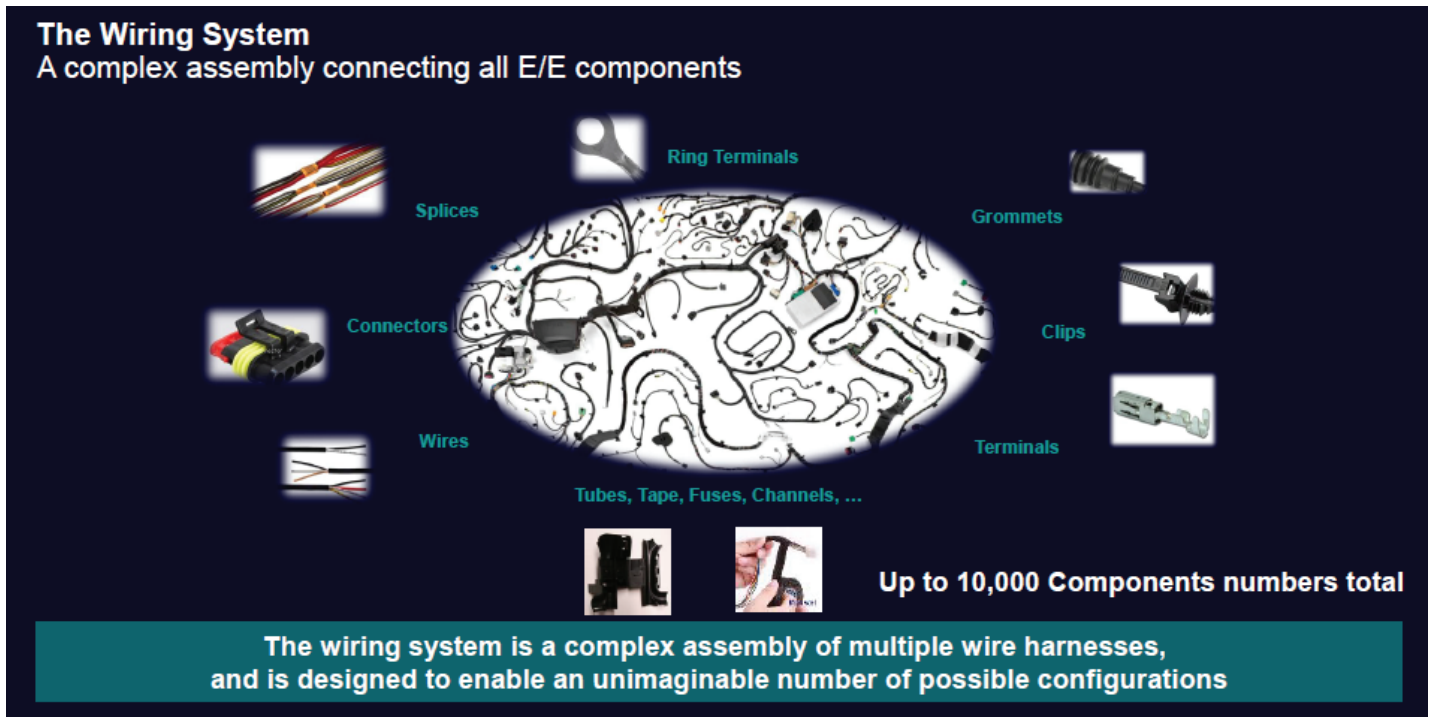 The Wiring System
A complex assembly connecting all E/E components
Ring Terminals
Splices
Grommets
Connectors
Clips
Wires
Terminals
Tubes, Tape, Fuses, Channels, ...
Up to 10,000 Components numbers total
The wiring system is a complex assembly of multiple wire harnesses,
and is designed to enable an unimaginable number of possible configurations